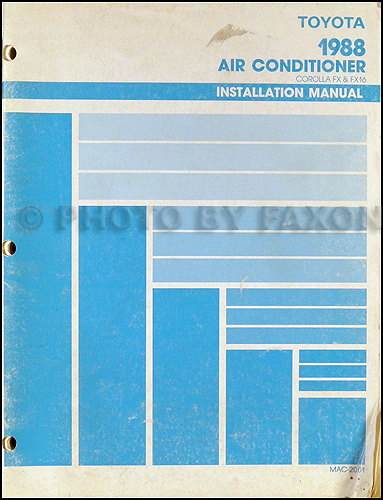 TOYOTA
1988
AIR CONDITIONER
COROLLA FX & FX16
INSTALLATION MANUAL
© PHOTO BY FAXON
MAC-2001